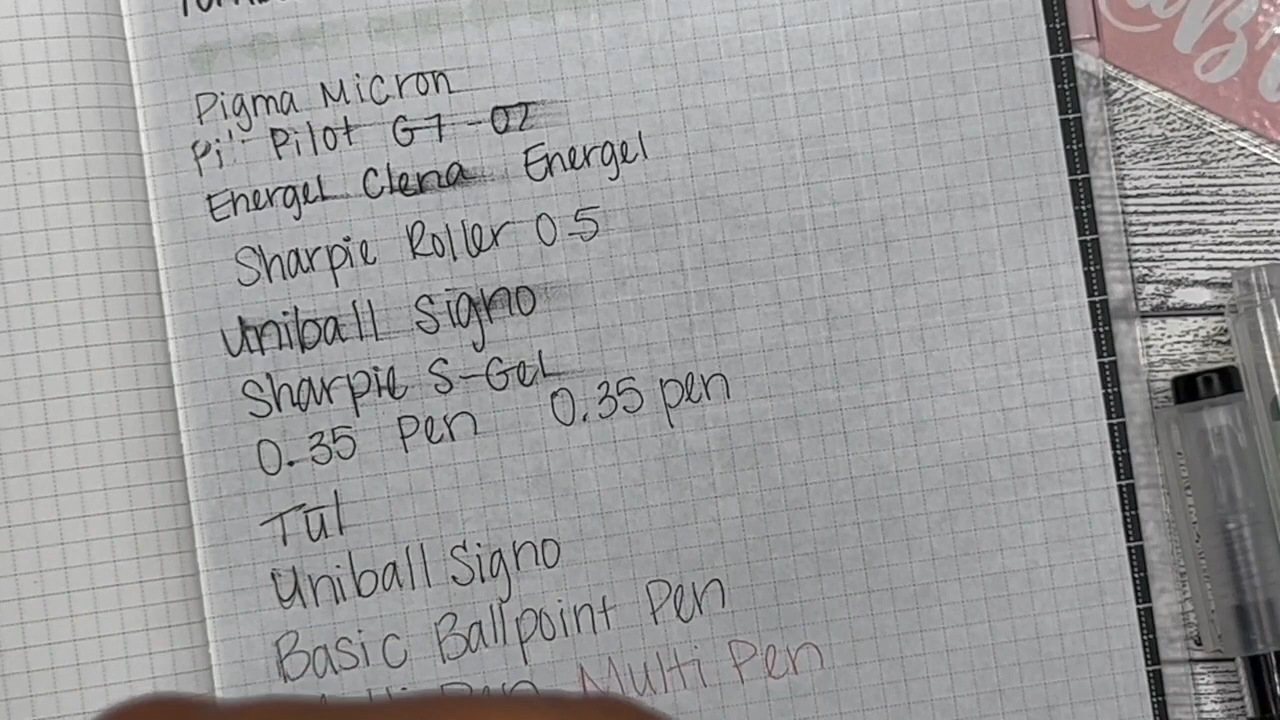 Pigma Micron
Pi Pilot G7-02
Energel Clena Energel
Sharpie Roller 0.5
Uniball Signo
Sharpie S-Gel
0.35 pen 0.35 pen
Tul
Uniball Signo
Basic Ballpoint Pen
Pen Multi Pen